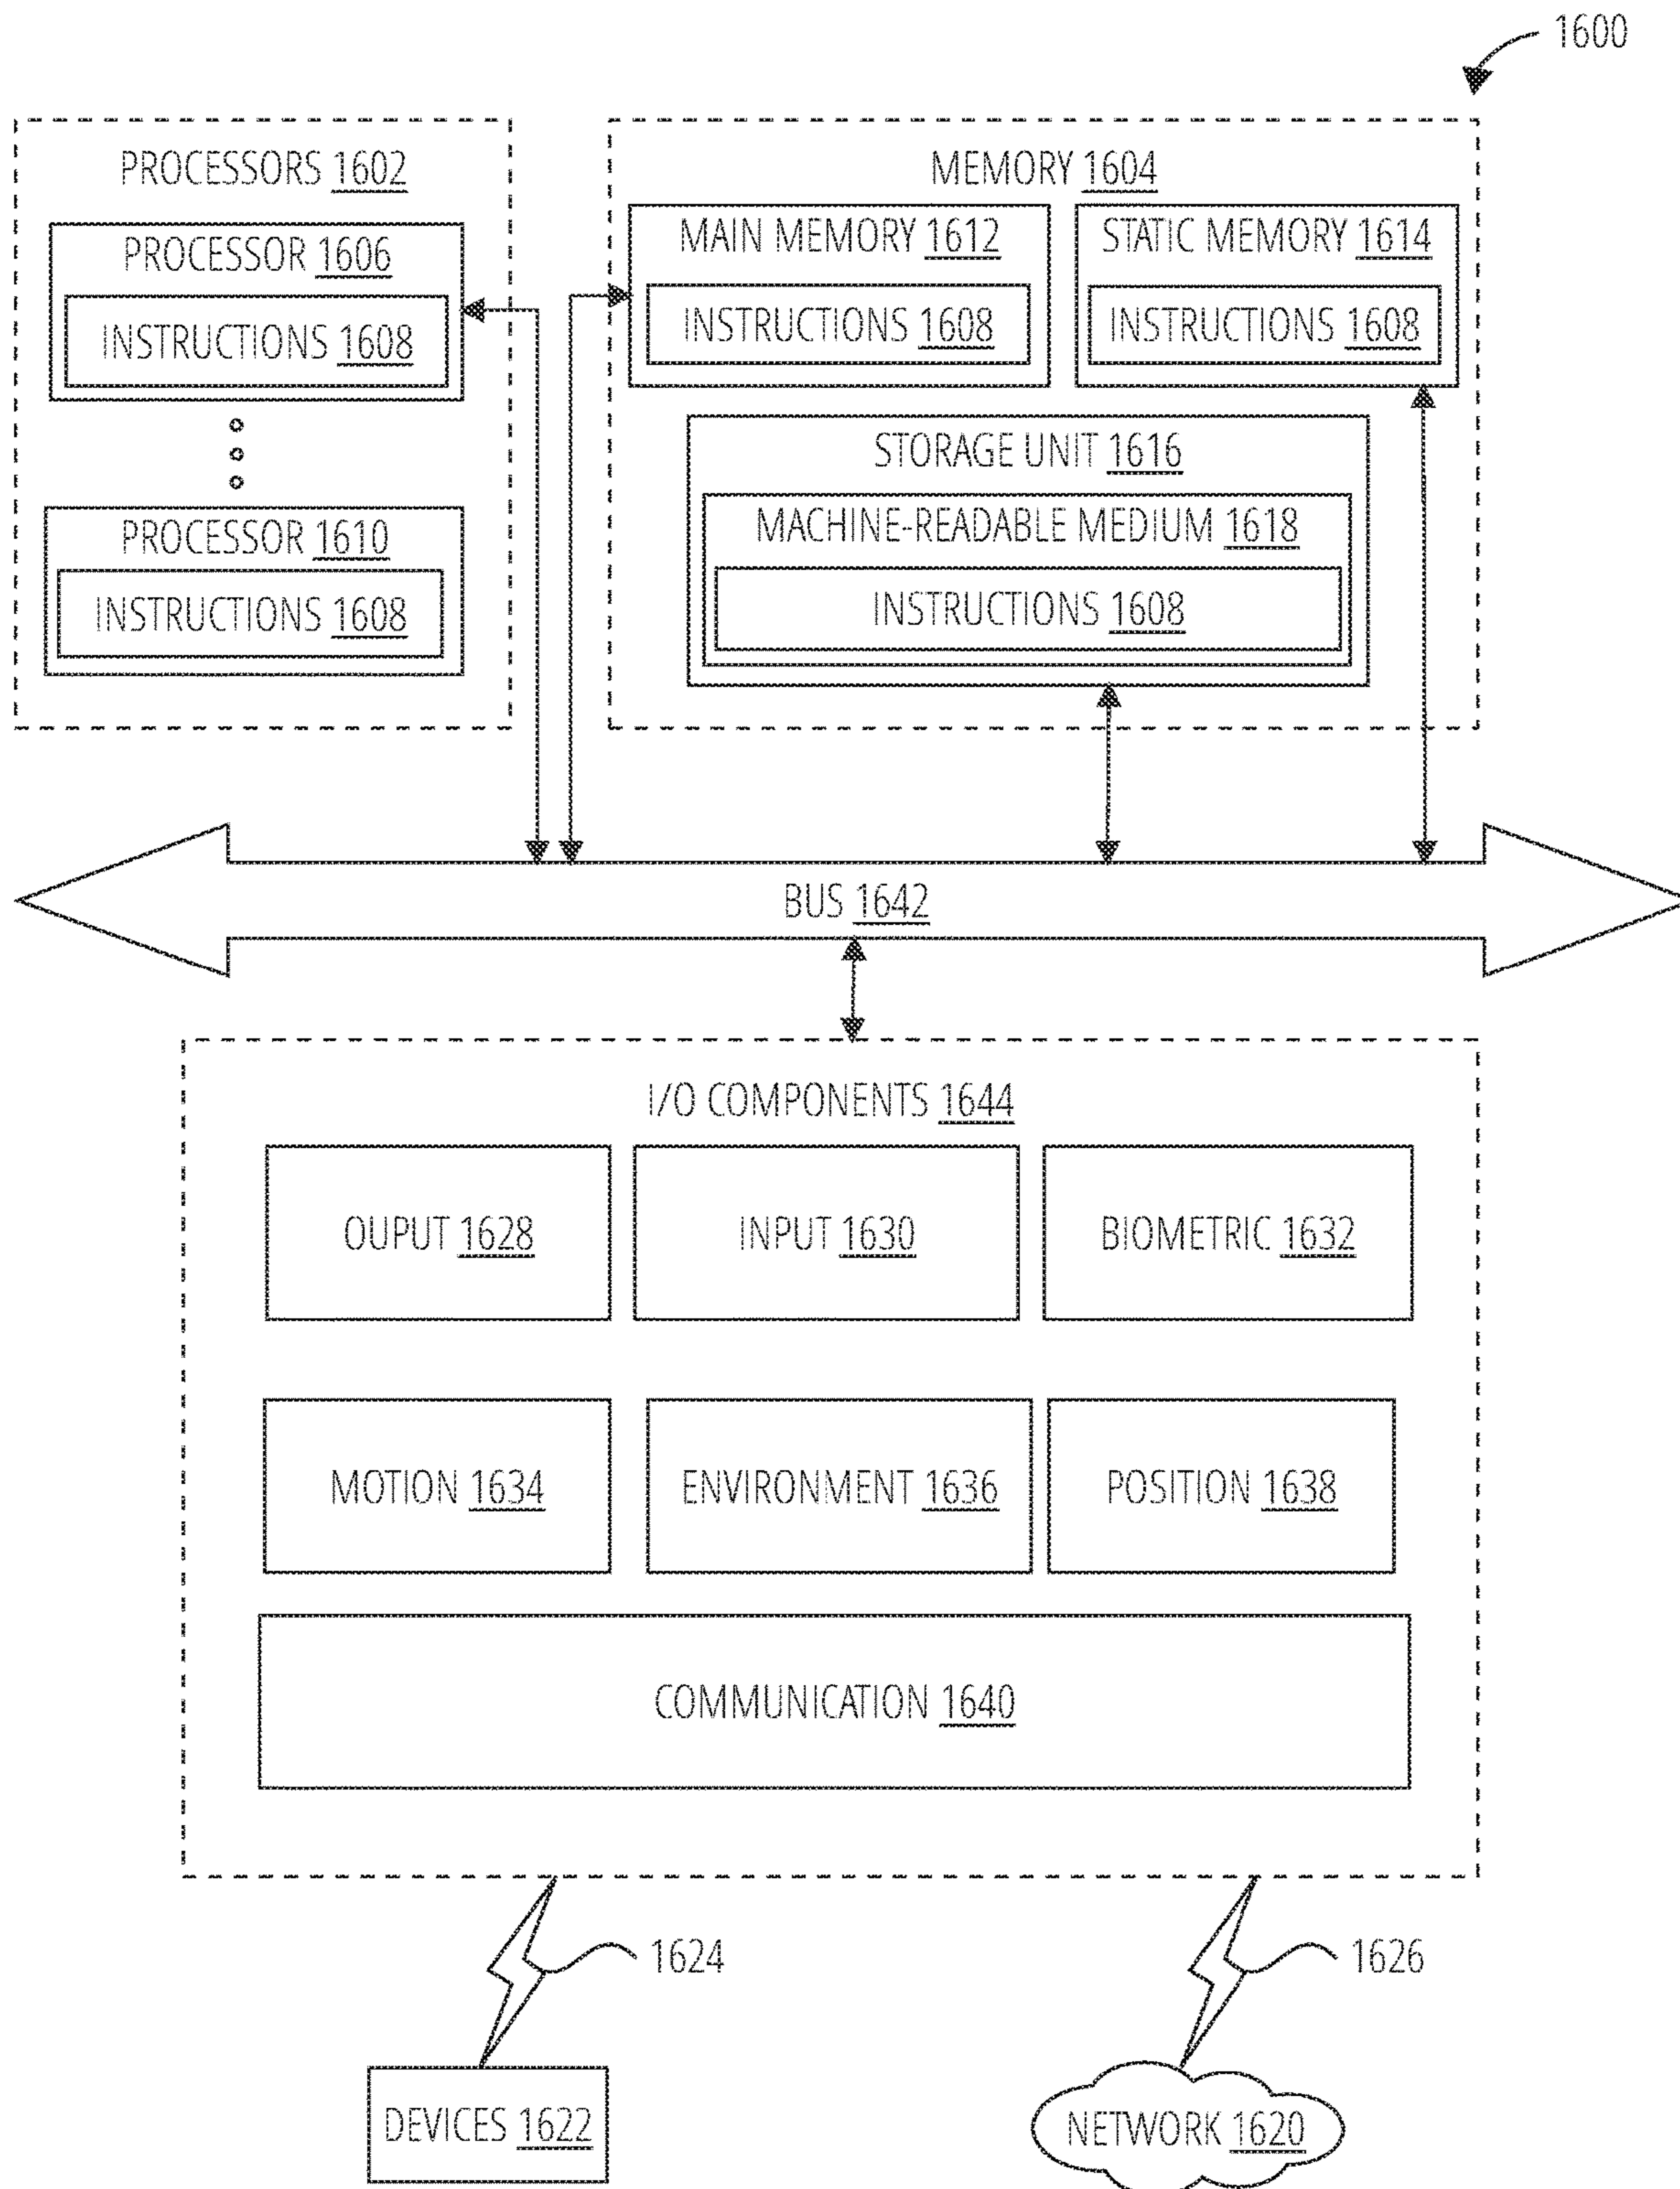 1600
PROCESSORS 1602
PROCESSOR 1606
INSTRUCTIONS 1608
PROCESSOR 1610
INSTRUCTIONS 1608
MEMORY 1604
MAIN MEMORY 1612
INSTRUCTIONS 1608
STATIC MEMORY 1614
INSTRUCTIONS 1608
STORAGE UNIT 1616
MACHINE-READABLE MEDIUM 1618
INSTRUCTIONS 1608
BUS 1642
I/O COMPONENTS 1644
OUPUT 1628
INPUT 1630
BIOMETRIC 1632
MOTION 1634
ENVIRONMENT 1636
POSITION 1638
COMMUNICATION 1640
1624
1626
DEVICES 1622
NETWORK 1620